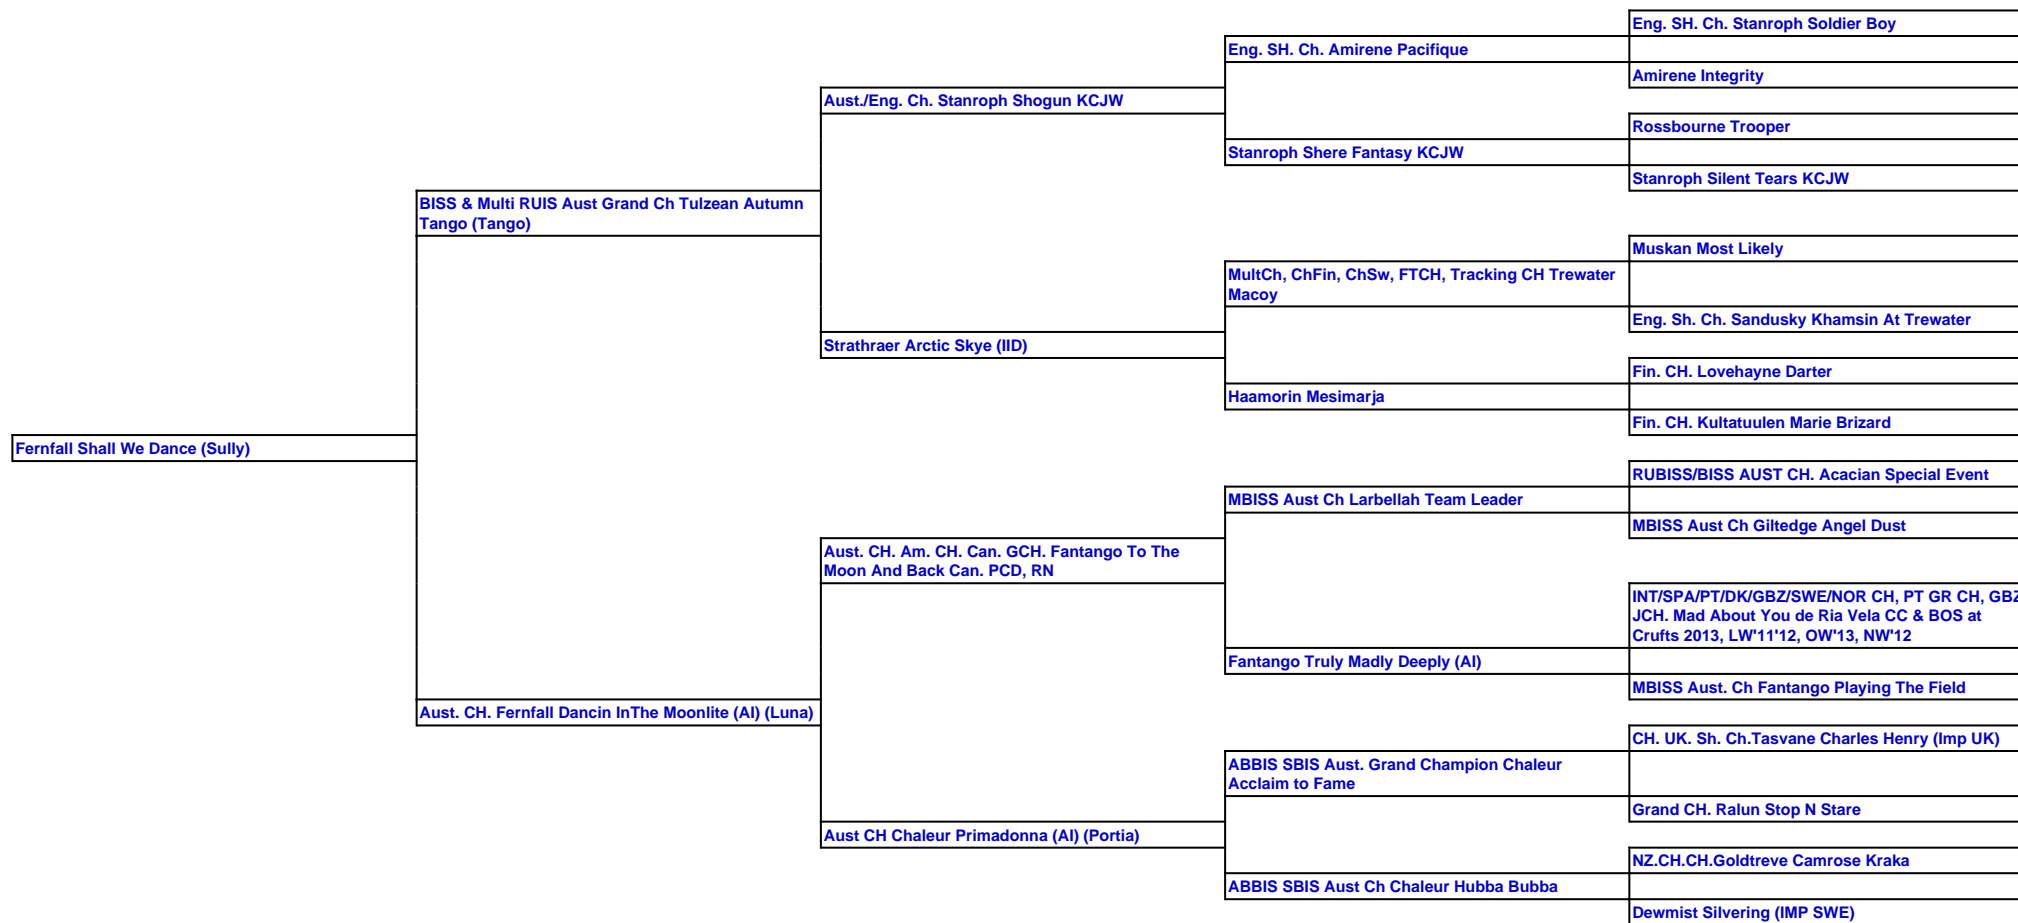 Eng. SH. Ch. Stanroph Soldier Boy
Eng. SH. Ch. Amirene Pacifique
Amirene Integrity
Aust./Eng. Ch. Stanroph Shogun KCJW
Rossbourne Trooper
Stanroph Shere Fantasy KCJW
Stanroph Silent Tears KCJW
BISS & Multi RUIS Aust Grand Ch Tulzean Autumn
Tango (Tango)
Muskan Most Likely
MultCh, ChFin, ChSw, FTCH, Tracking CH Trewater
Macoy
Eng. Sh. Ch. Sandusky Khamsin At Trewater
Strathraer Arctic Skye (IID)
Fin. CH. Lovehayne Darter
Haamorin Mesimarja
Fin. CH. Kultatuulen Marie Brizard
Fernfall Shall We Dance (Sully)
RUBISS/BISS AUST CH. Acacian Special Event
MBISS Aust Ch Larbellah Team Leader
MBISS Aust Ch Giltedge Angel Dust
Aust. CH. Am. CH. Can. GCH. Fantango To The
Moon And Back Can. PCD, RN
INT/SPA/PT/DK/GBZ/SWE/NOR CH, PT GR CH, GBZ
JCH. Mad About You de Ria Vela CC & BOS at
Crufts 2013, LW'11'12, OW'13, NW'12
Fantango Truly Madly Deeply (AI)
MBISS Aust. Ch Fantango Playing The Field
Aust. CH. Fernfall Dancin InThe Moonlite (AI) (Luna)
CH. UK. Sh. Ch.Tasvane Charles Henry (Imp UK)
ABBIS SBIS Aust. Grand Champion Chaleur
Acclaim to Fame
Grand CH. Ralun Stop N Stare
Aust CH Chaleur Primadonna (AI) (Portia)
NZ.CH.CH.Goldtreve Camrose Kraka
ABBIS SBIS Aust Ch Chaleur Hubba Bubba
Dewmist Silvering (IMP SWE)